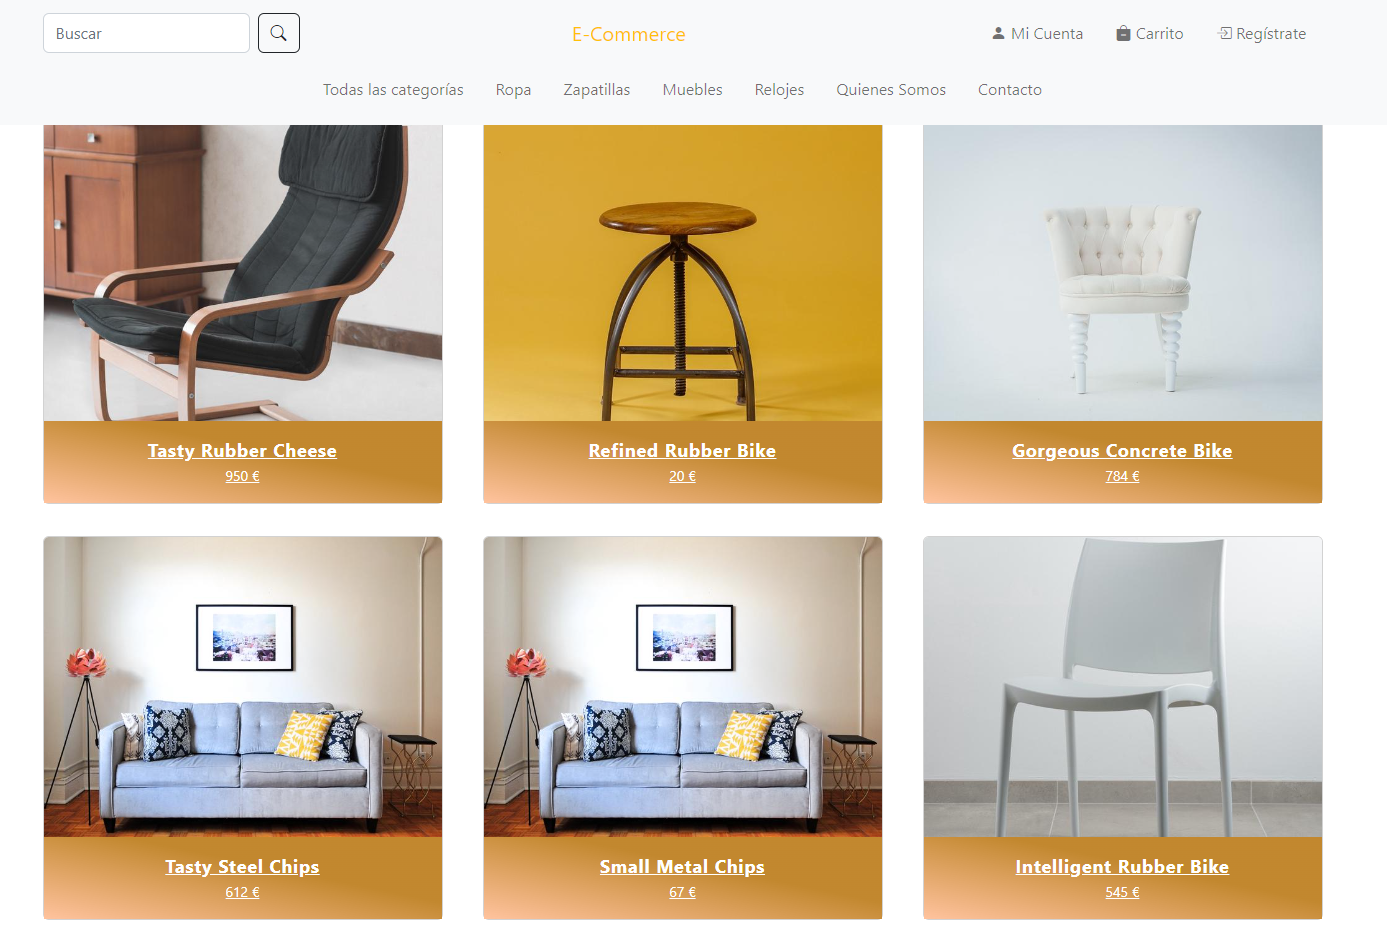 Buscar
E-Commerce
Mi Cuenta
Carrito
Regístrate
Todas las categorías
Ropa
Zapatillas
Muebles
Relojes
Quienes Somos
Contacto
Tasty Rubber Cheese
950 €
Refined Rubber Bike
20 €
Gorgeous Concrete Bike
784 €
Tasty Steel Chips
612 €
Small Metal Chips
67 €
Intelligent Rubber Bike
545 €